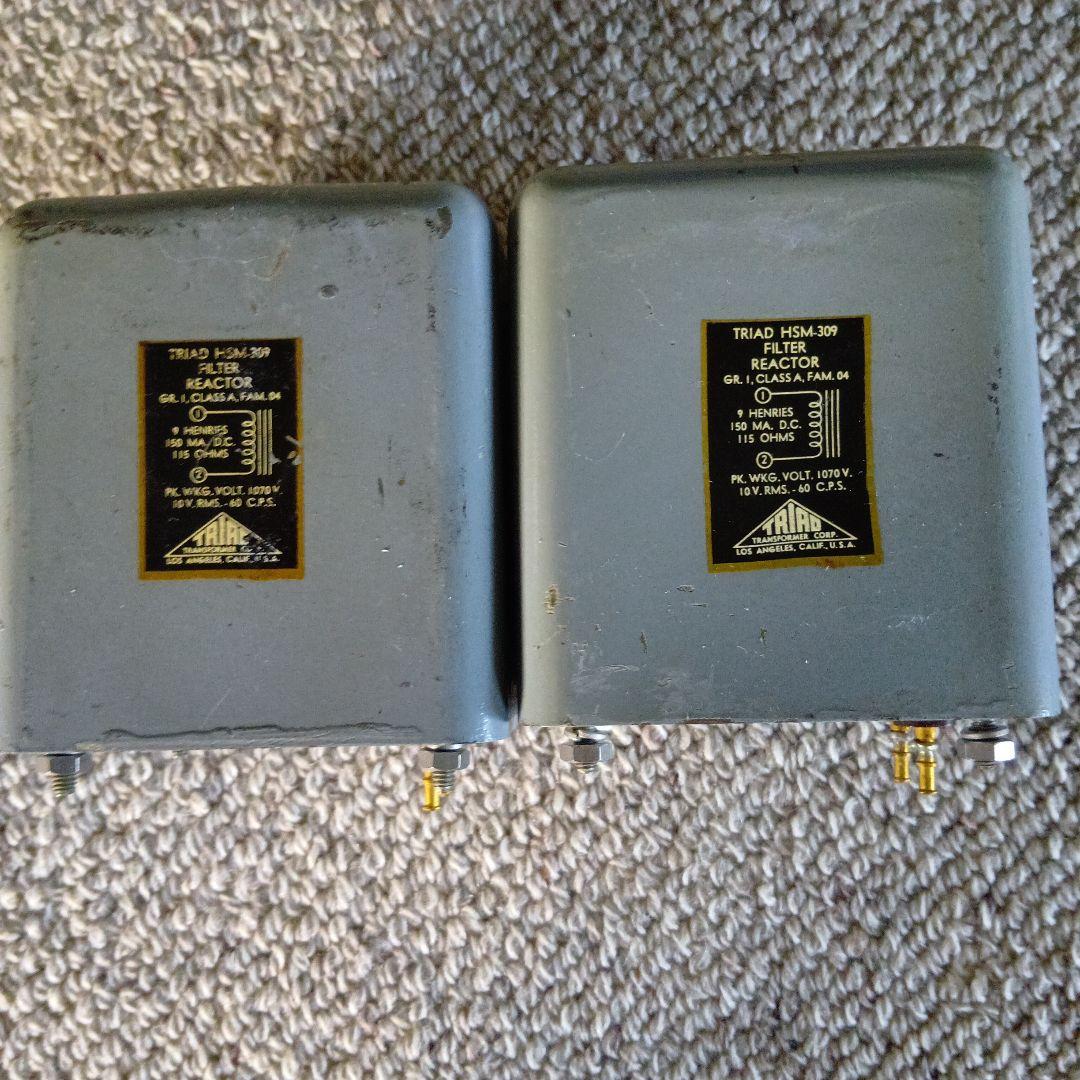 TRIAD HSM-309
FILTER
REACTOR
GR. 1, CLASS A, FAM. 04
1
9 HENRIES
150 MA. D.C.
115 OHMS
2
PK. WKG. VOLT. 1070 V.
10 V. RMS. - 60 C.P.S.
TRIAD
TRANSFORMER CORP.
LOS ANGELES, CALIF., U.S.A.
TRIAD HSM-309
FILTER
REACTOR
GR. 1, CLASS A, FAM. 04
1
9 HENRIES
150 MA. D.C.
115 OHMS
2
PK. WKG. VOLT. 1070 V.
10 V. RMS. - 60 C.P.S.
TRIAD
TRANSFORMER CORP.
LOS ANGELES, CALIF., U.S.A.